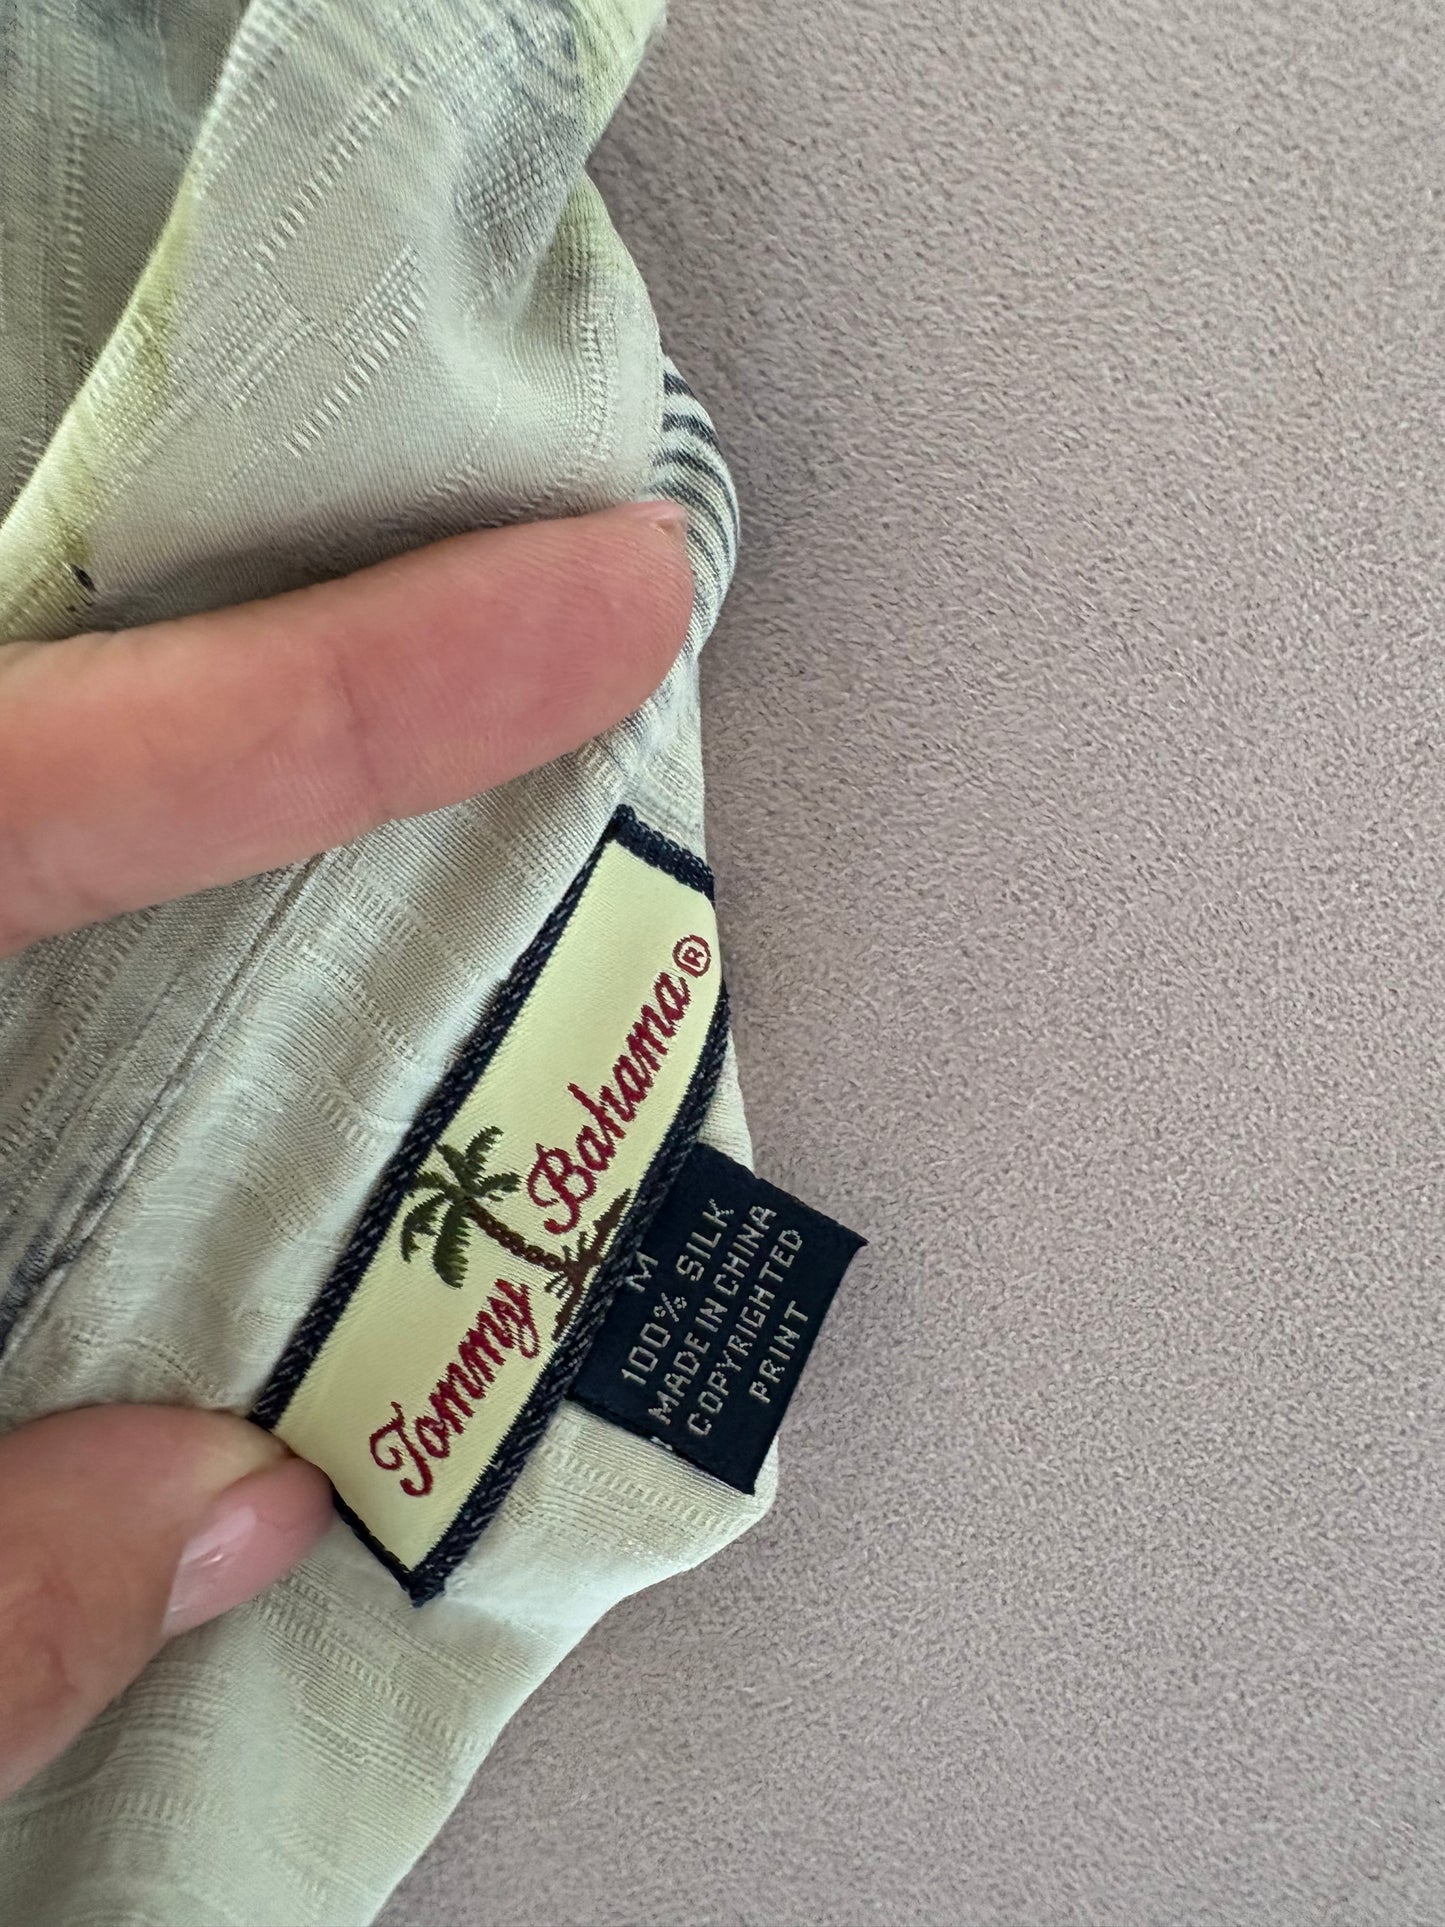 Tommy Bahama®
M
100% SILK
MADE IN CHINA
COPYRIGHTED
PRINT